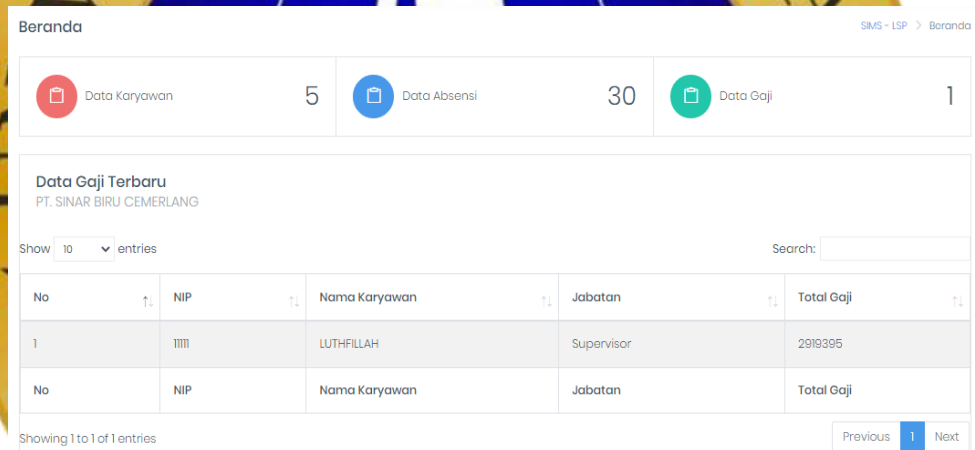 Beranda
SIMS - LSP > Beranda
Data Karyawan 5
Data Absensi 30
Data Gaji 1
Data Gaji Terbaru
PT. SINAR BIRU CEMERLANG
Show 10 entries
Search:
No NIP Nama Karyawan Jabatan Total Gaji
1 11111 LUTHFILLAH Supervisor 2919395
No NIP Nama Karyawan Jabatan Total Gaji
Showing 1 to 1 of 1 entries
Previous 1 Next